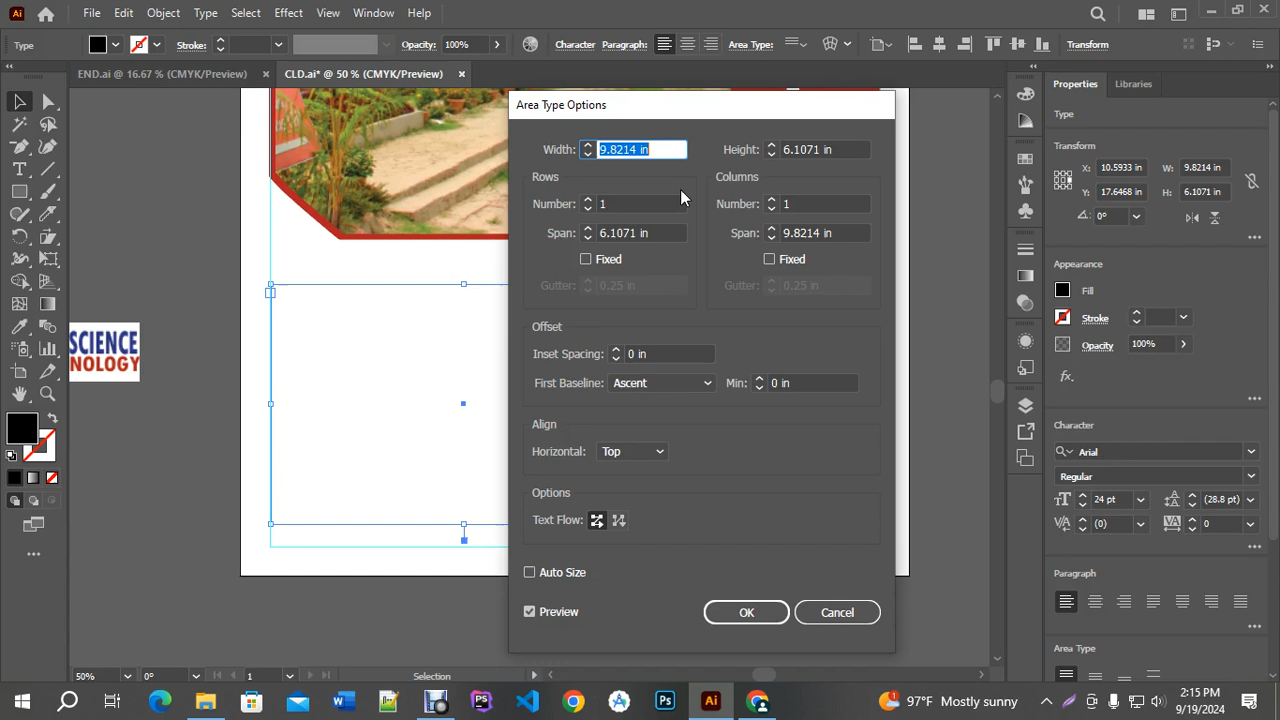 File Edit Object Type Select Effect View Window Help
Type Stroke: Opacity: 100% Character Paragraph: Area Type: Transform
END.ai @ 16.67 % (CMYK/Preview) × CLD.ai* @ 50 % (CMYK/Preview) ×
Area Type Options
Width: 9.8214 in Height: 6.1071 in
Rows Columns
Number: 1 Number: 1
Span: 6.1071 in Span: 9.8214 in
Fixed Fixed
Gutter: 0.25 in Gutter: 0.25 in
Offset
Inset Spacing: 0 in
First Baseline: Ascent Min: 0 in
Align
Horizontal: Top
Options
Text Flow:
Auto Size
Preview OK Cancel
SCIENCE
NOLOGY
Properties Libraries
Type
Transform
X: 10.5933 in W: 9.8214 in
Y: 17.6468 in H: 6.1071 in
0°
Appearance
Fill
Stroke
Opacity 100%
fx.
Character
Arial
Regular
24 pt (28.8 pt)
(0) 0
Paragraph
Area Type
50% 0° 1 Selection
97°F Mostly sunny
2:15 PM
9/19/2024